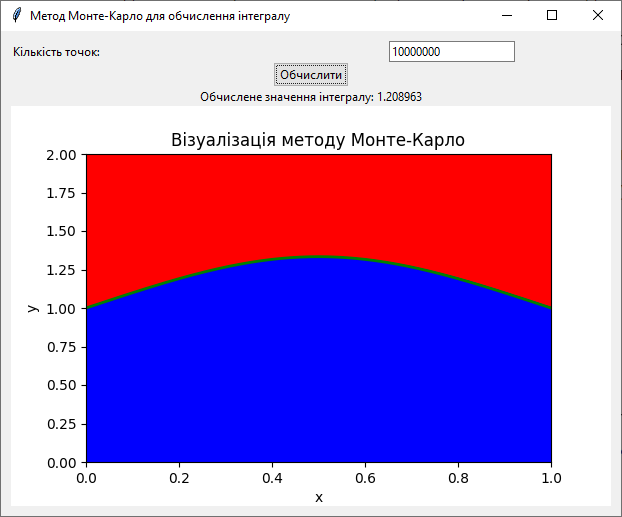 Метод Монте-Карло для обчислення інтегралу
Кількість точок: 10000000
Обчислити
Обчислене значення інтегралу: 1.208963
Візуалізація методу Монте-Карло
2.00
1.75
1.50
1.25
1.00
0.75
0.50
0.25
0.00
y
0.0 0.2 0.4 0.6 0.8 1.0
x